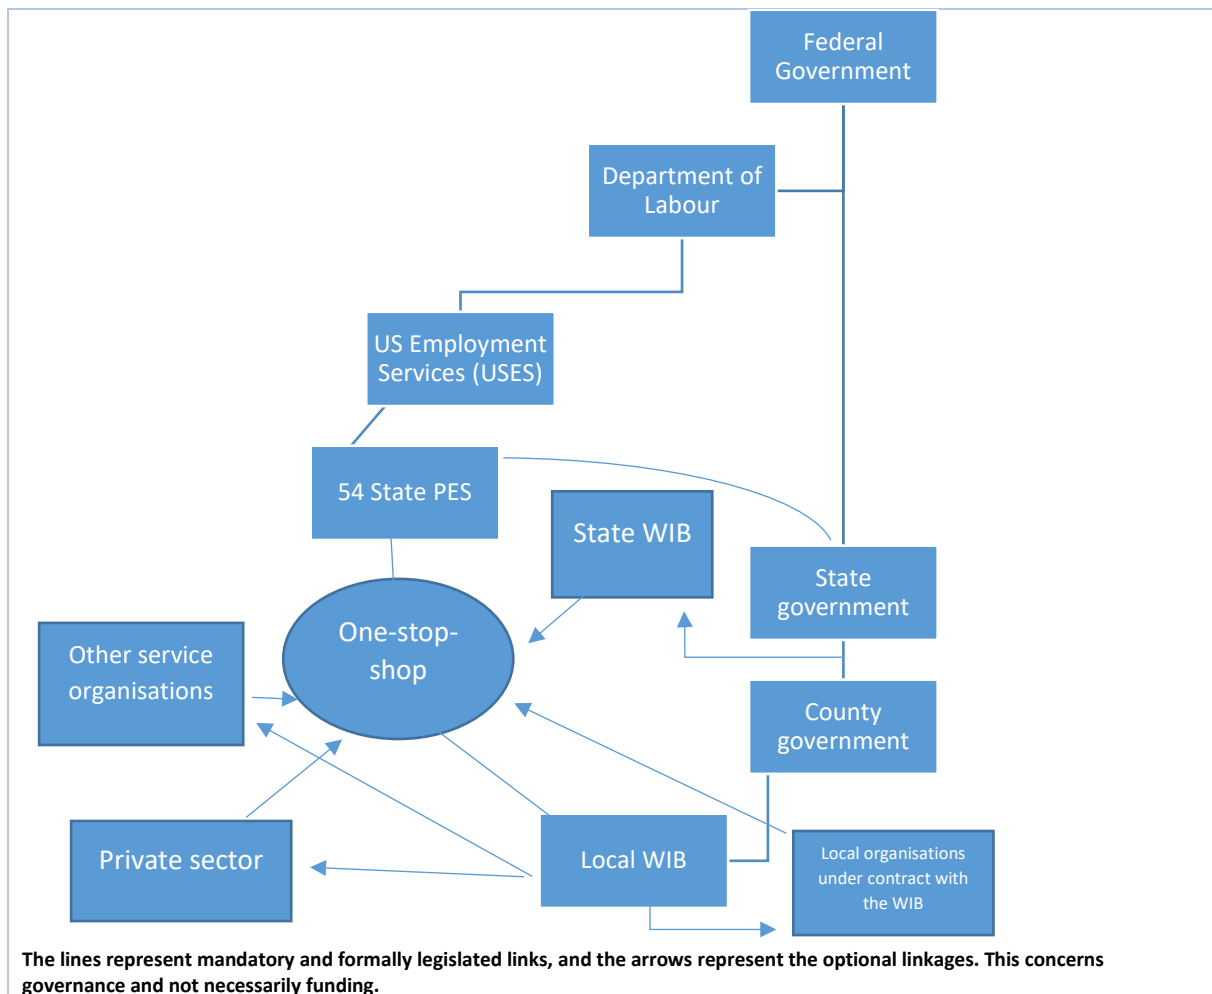 Federal
Government
Department of
Labour
US Employment
Services (USES)
54 State PES
State WIB
State
government
One-stop-
shop
Other service
organisations
County
government
Private sector
Local WIB
Local organisations
under contract with
the WIB
The lines represent mandatory and formally legislated links, and the arrows represent the optional linkages. This concerns
governance and not necessarily funding.